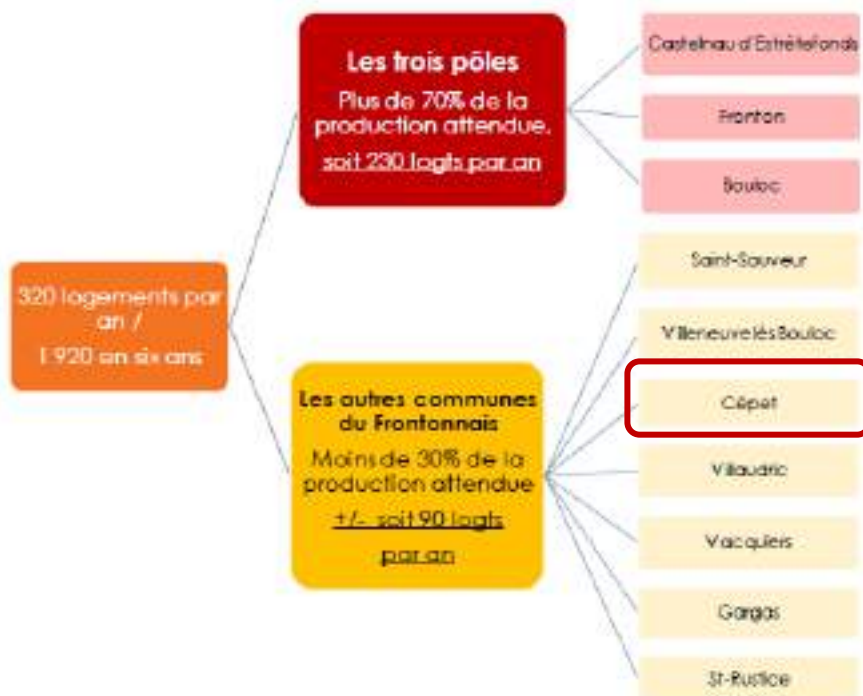 320 logements par
an /
1 920 en six ans
Les trois pôles
Plus de 70% de la
production attendue,
soit 230 logts par an
Castelnau d'Estrétefonds
Fronton
Bouloc
Les autres communes
du Frontonnais
Moins de 30% de la
production attendue
+/- soit 90 logts
par an
Saint-Sauveur
Villeneuve lés Bouloc
Cépet
Villaudric
Vacquiers
Gargas
St-Rustice